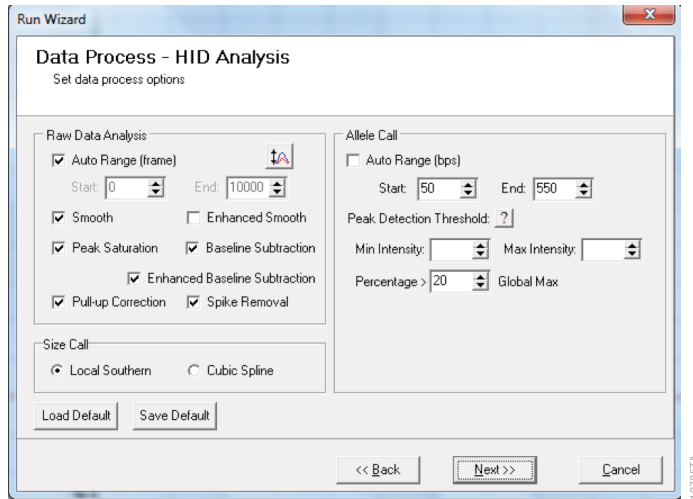 Run Wizard
Data Process - HID Analysis
Set data process options
Raw Data Analysis
Auto Range (frame)
Start: 0 End: 10000
Smooth Enhanced Smooth
Peak Saturation Baseline Subtraction
Enhanced Baseline Subtraction
Pull-up Correction Spike Removal
Size Call
Local Southern Cubic Spline
Load Default Save Default
Allele Call
Auto Range (bps)
Start: 50 End: 550
Peak Detection Threshold: ?
Min Intensity: Max Intensity:
Percentage > 20 Global Max
<< Back Next >> Cancel